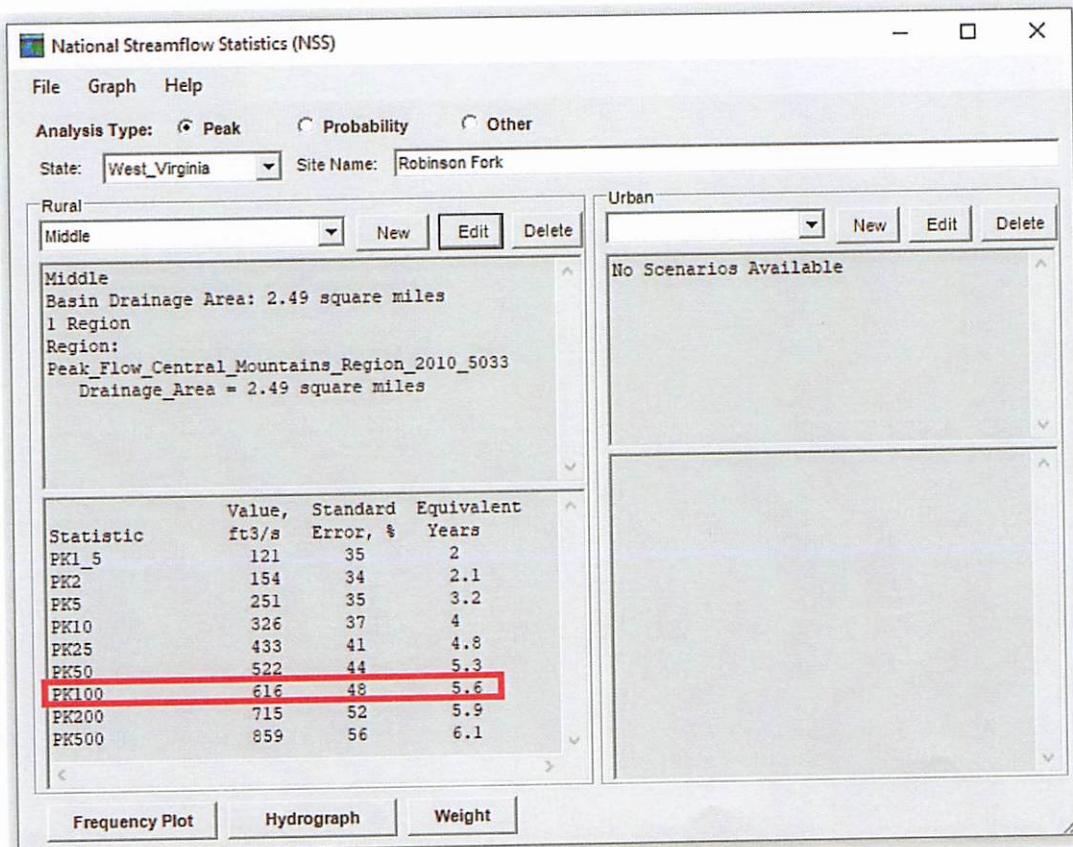 National Streamflow Statistics (NSS)
File Graph Help
Analysis Type: Peak Probability Other
State: West_Virginia Site Name: Robinson Fork
Rural
Middle New Edit Delete
Middle
Basin Drainage Area: 2.49 square miles
1 Region
Region:
Peak_Flow_Central_Mountains_Region_2010_5033
Drainage_Area = 2.49 square miles
Value, Standard Equivalent
Statistic ft3/s Error, % Years
PK1_5 121 35 2
PK2 154 34 2.1
PK5 251 35 3.2
PK10 326 37 4
PK25 433 41 4.8
PK50 522 44 5.3
PK100 616 48 5.6
PK200 715 52 5.9
PK500 859 56 6.1
Urban
New Edit Delete
No Scenarios Available
Frequency Plot Hydrograph Weight